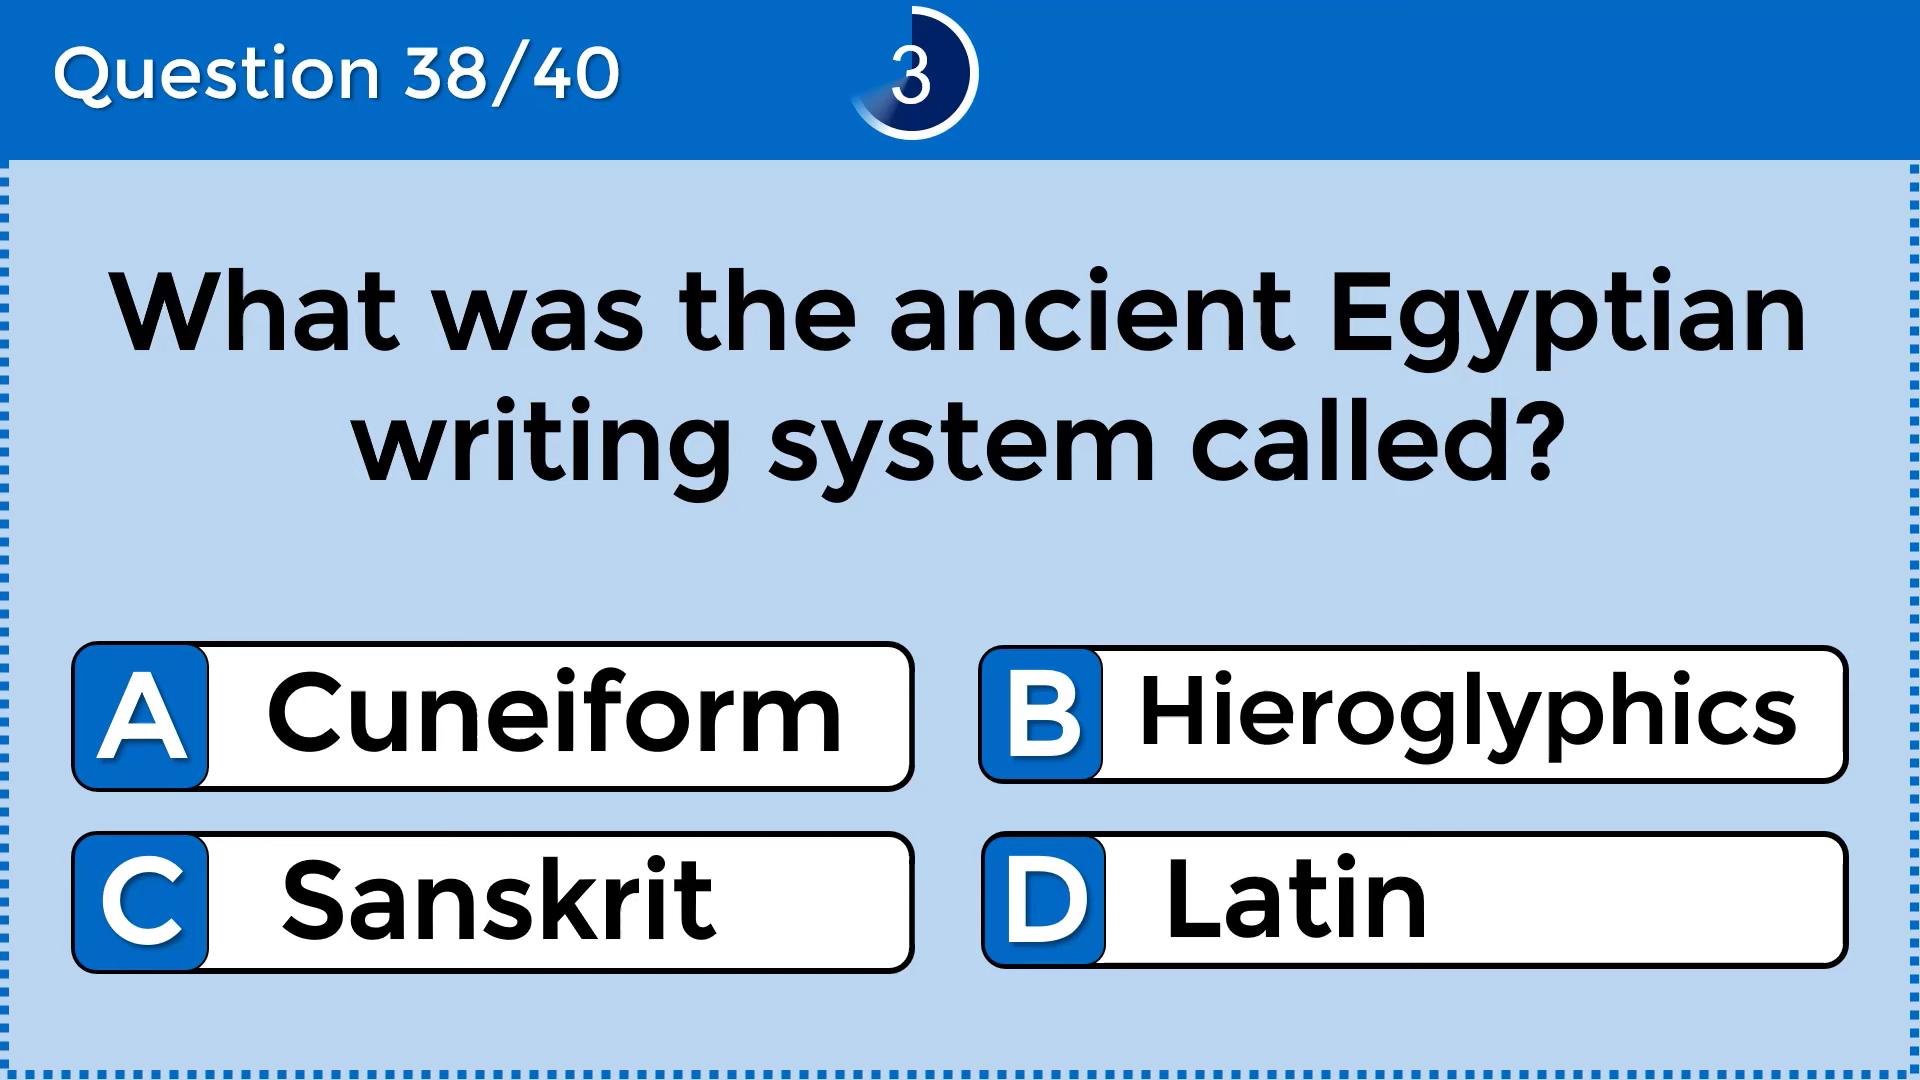 Question 38/40
3
What was the ancient Egyptian
writing system called?
A Cuneiform
B Hieroglyphics
C Sanskrit
D Latin